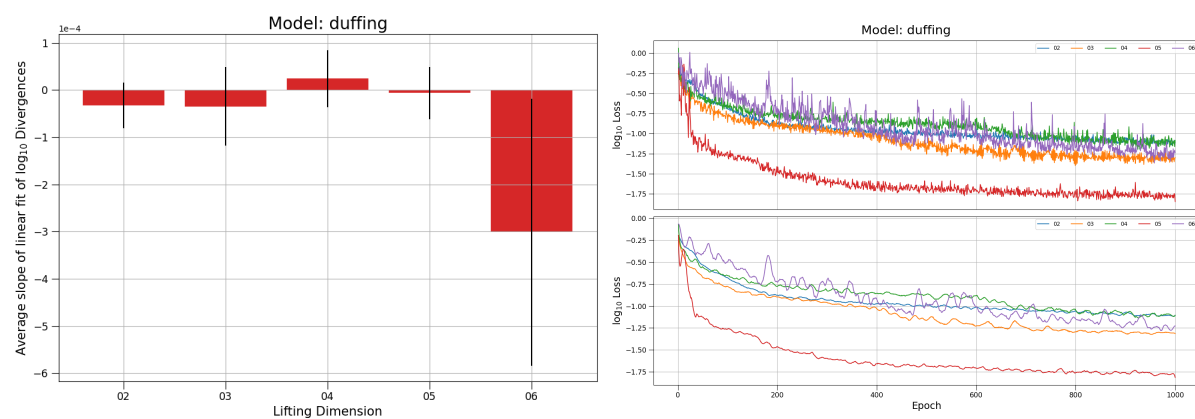 Model: duffing
1e−4
1
0
−1
−2
−3
−4
−5
−6
Average slope of linear fit of log10 Divergences
02 03 04 05 06
Lifting Dimension
Model: duffing
02 03 04 05 06
0.00
−0.25
−0.50
−0.75
−1.00
−1.25
−1.50
−1.75
log10 Loss
02 03 04 05 06
0.00
−0.25
−0.50
−0.75
−1.00
−1.25
−1.50
−1.75
log10 Loss
0 200 400 600 800 1000
Epoch